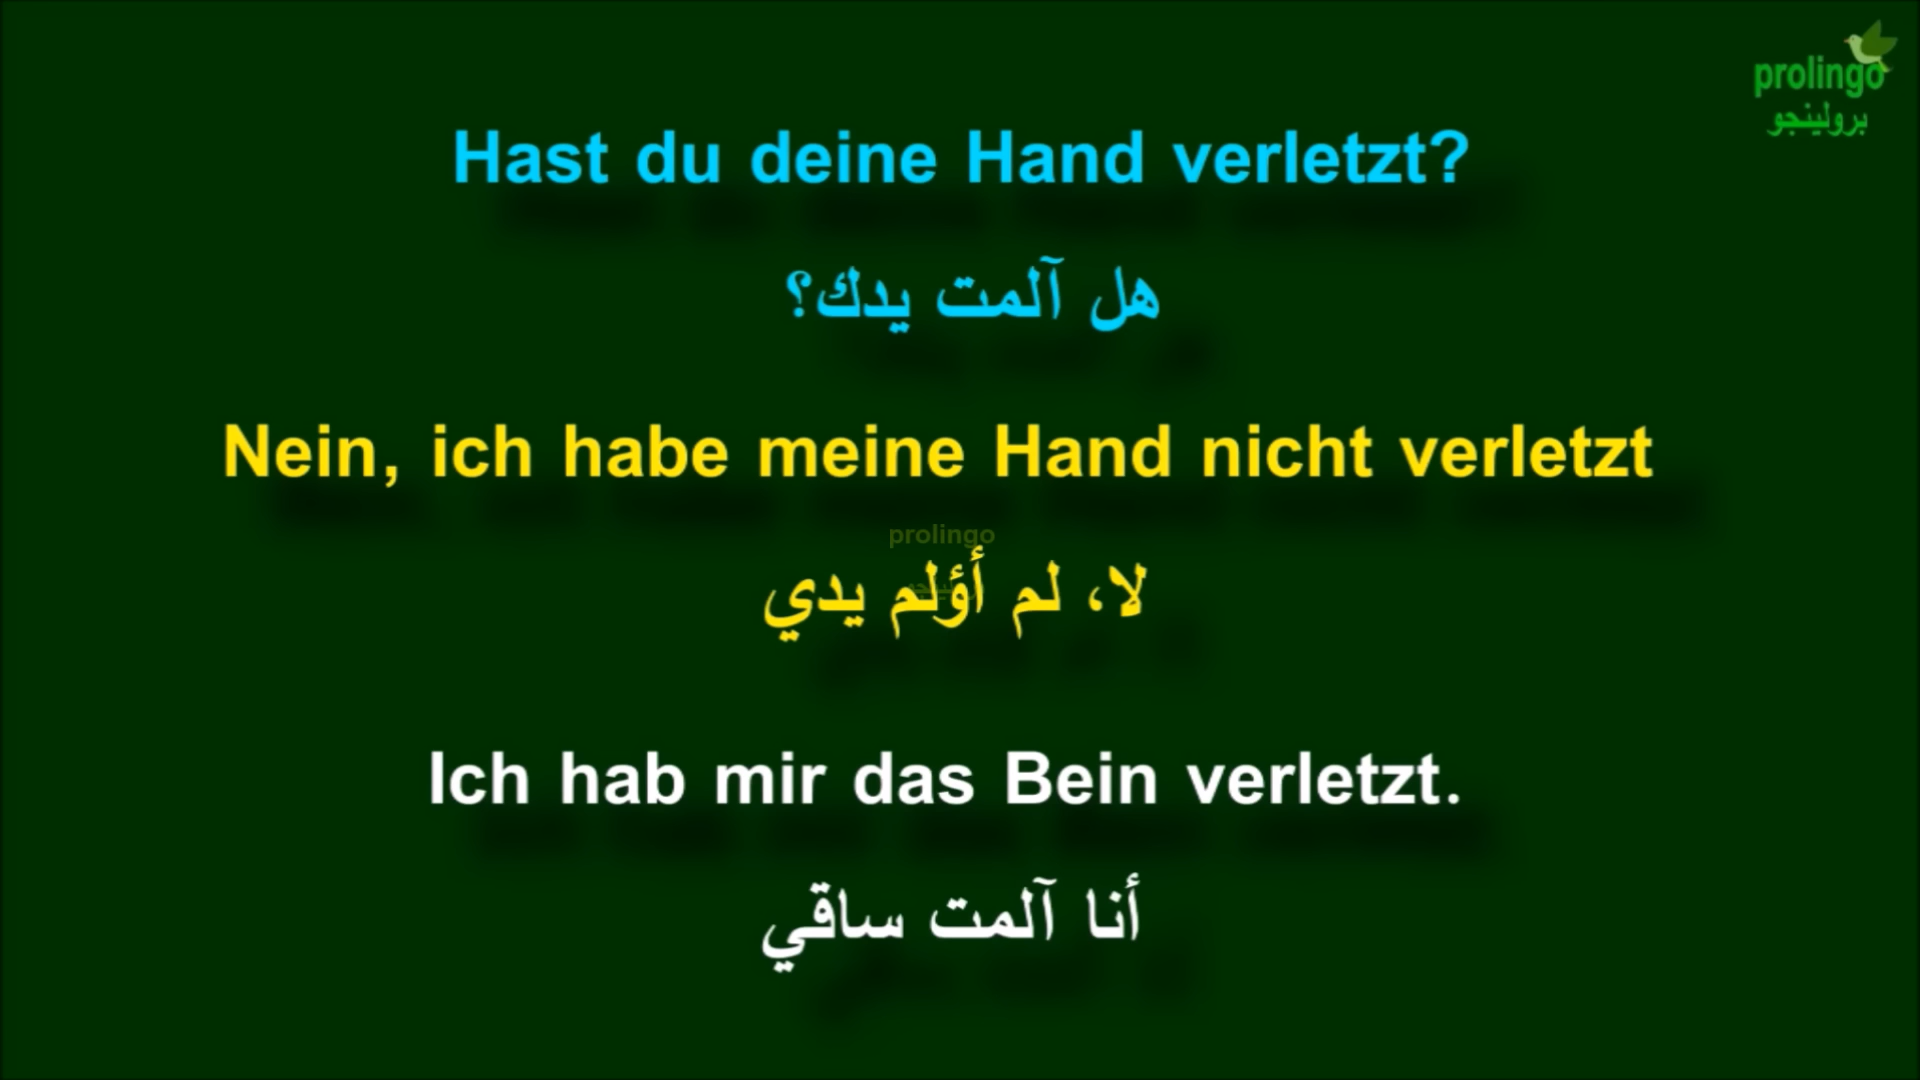 prolingo
برولينجو
Hast du deine Hand verletzt?
هل آلمت يدك؟
Nein, ich habe meine Hand nicht verletzt
prolingo
لا، لم أؤلم يدي
Ich hab mir das Bein verletzt.
أنا آلمت ساقي